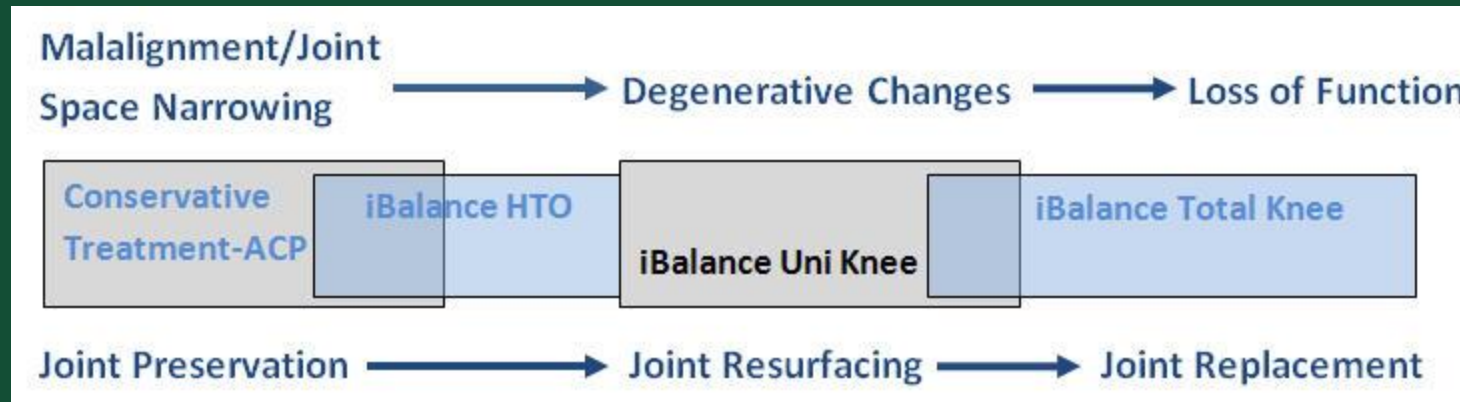 Malalignment/Joint
Space Narrowing
Degenerative Changes
Loss of Function
Conservative
Treatment-ACP
iBalance HTO
iBalance Uni Knee
iBalance Total Knee
Joint Preservation
Joint Resurfacing
Joint Replacement